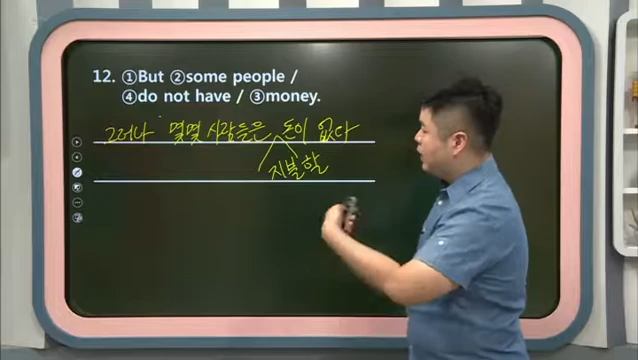 12. ①But ②some people /
④do not have / ③money.
그러나 몇몇 사람들은 돈이 없다
지불할